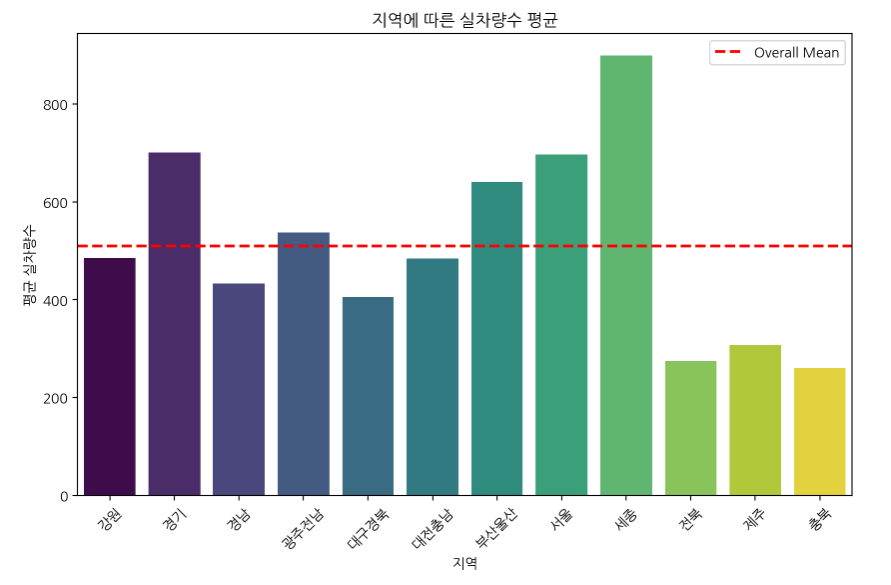 지역에 따른 실차량수 평균
Overall Mean
평균 실차량수
800
600
400
200
0
강원
경기
경남
광주전남
대구경북
대전충남
부산울산
서울
세종
전북
제주
충북
지역